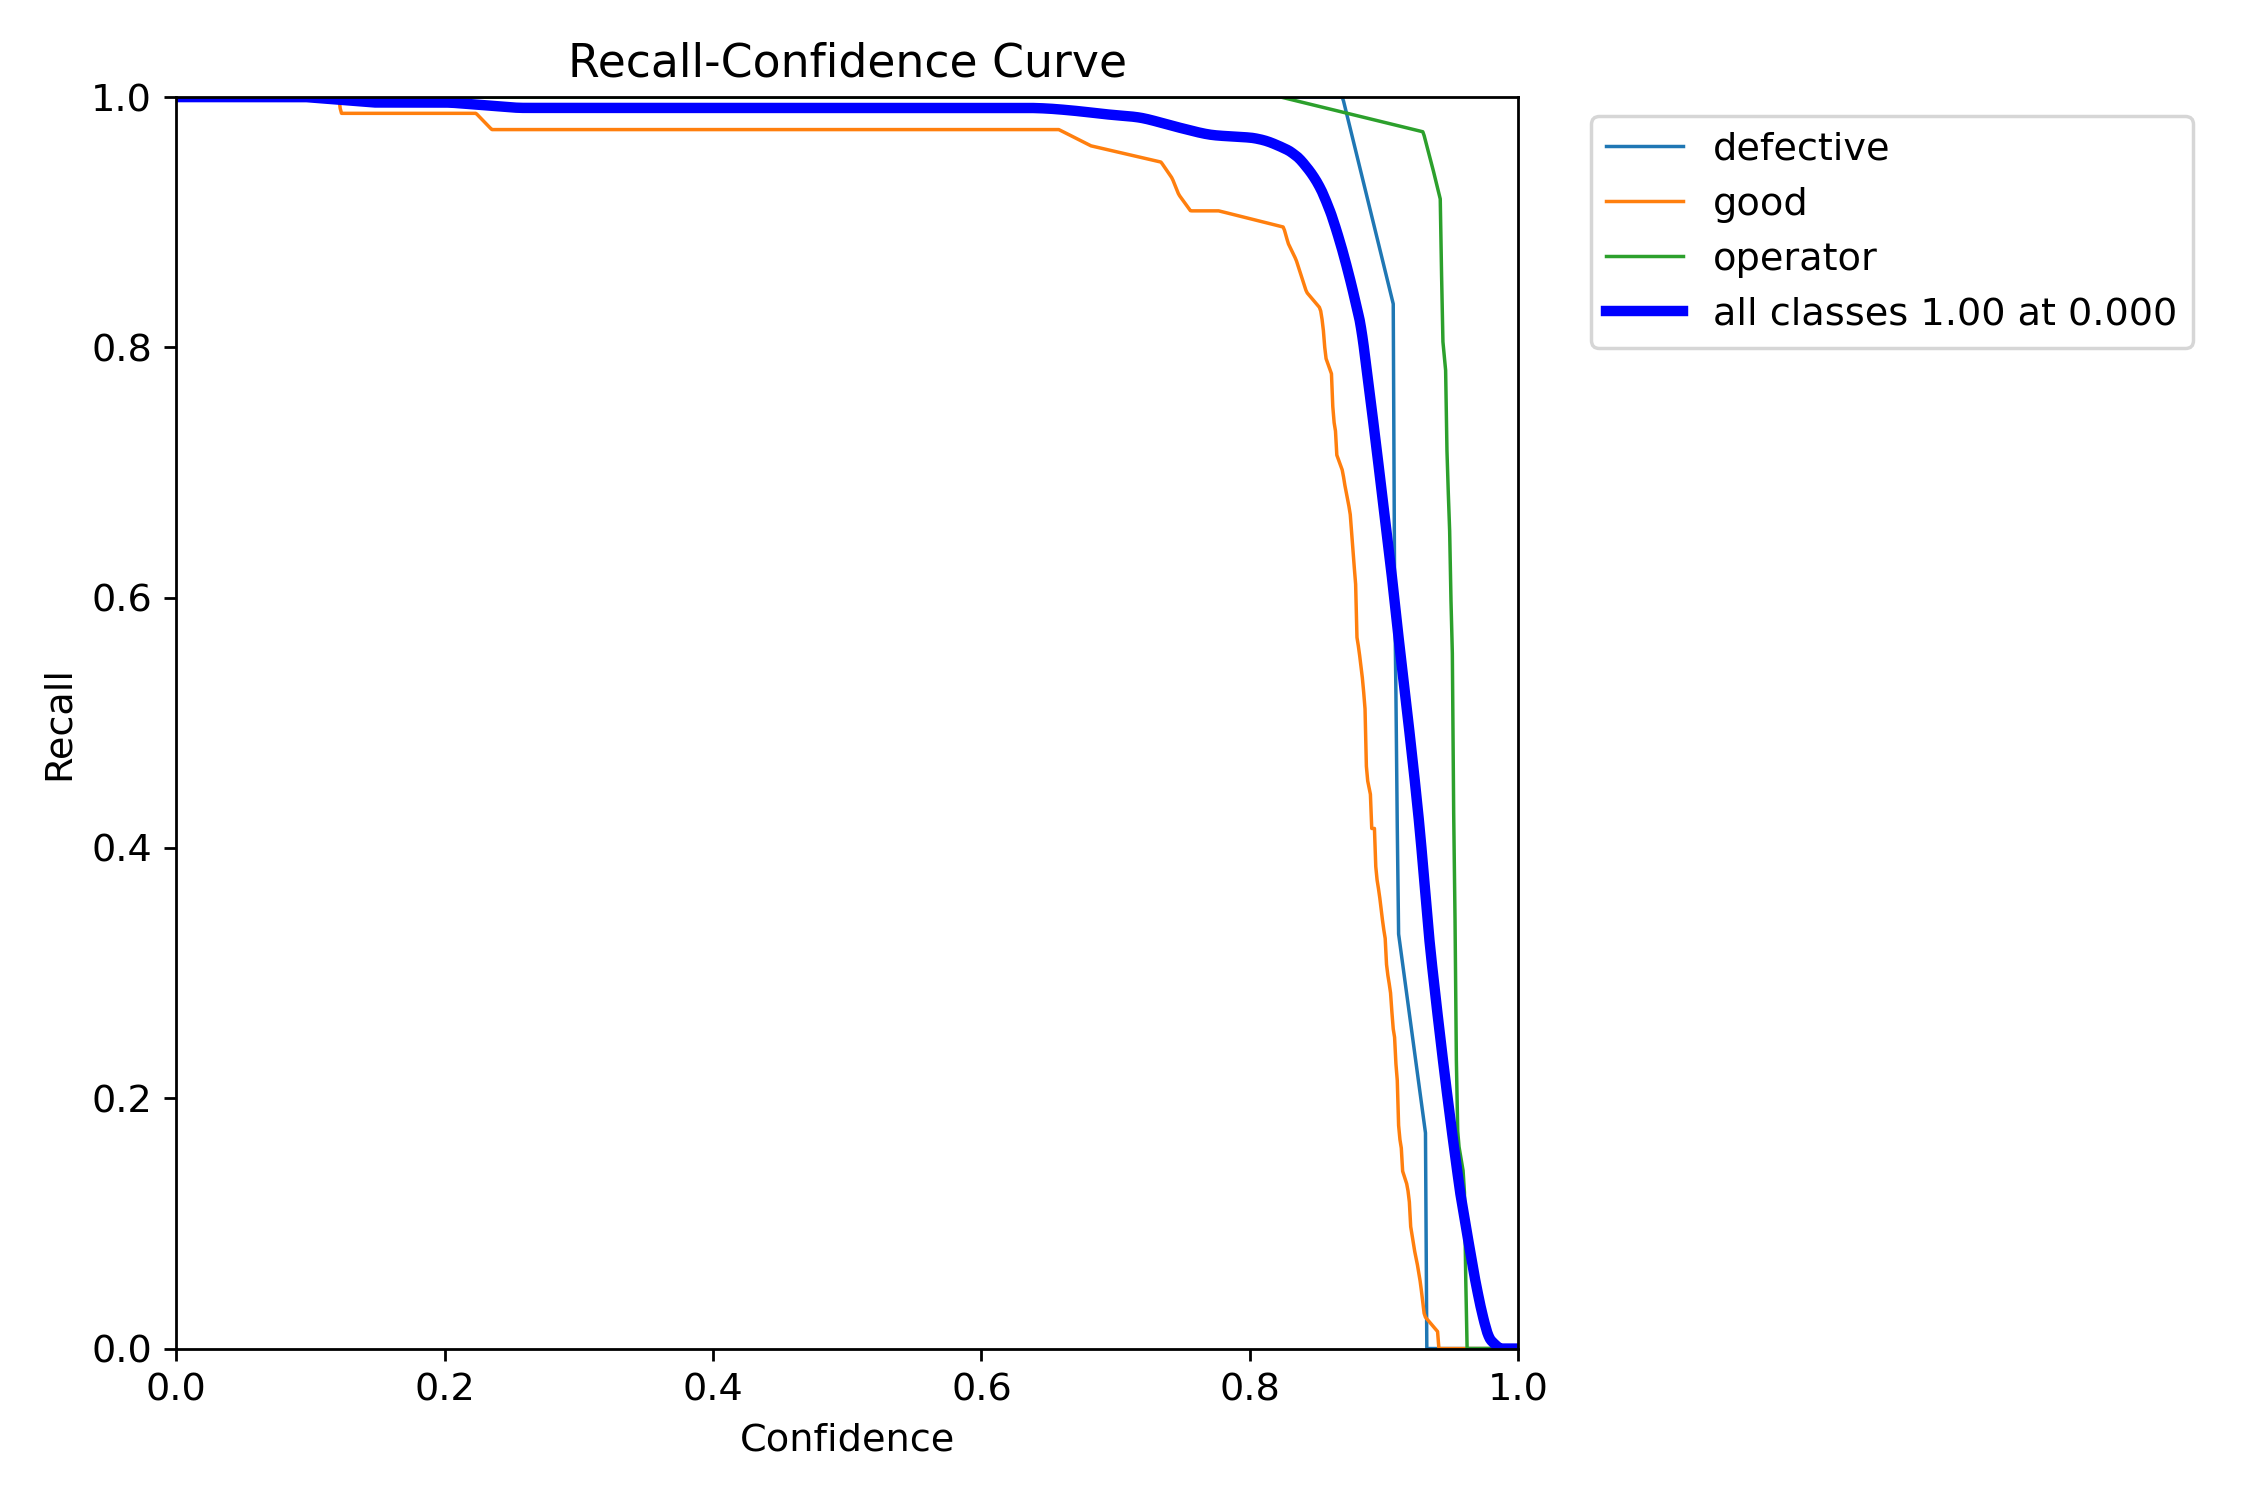 Recall-Confidence Curve
1.0
0.8
0.6
0.4
0.2
0.0
Recall
0.0 0.2 0.4 0.6 0.8 1.0
Confidence
defective
good
operator
all classes 1.00 at 0.000